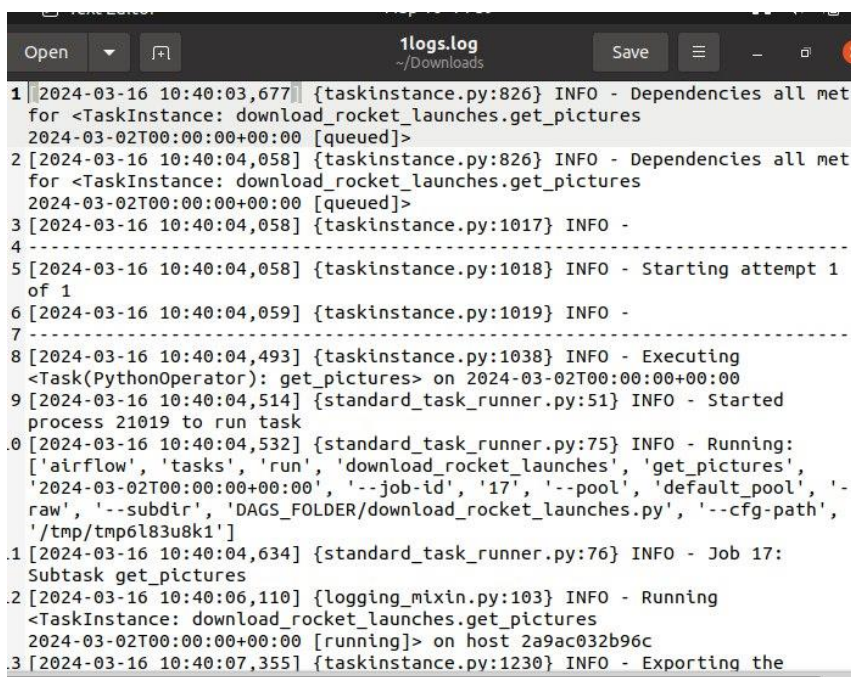 Open
1logs.log
~/Downloads
Save
1 [2024-03-16 10:40:03,677] {taskinstance.py:826} INFO - Dependencies all met
for <TaskInstance: download_rocket_launches.get_pictures
2024-03-02T00:00:00+00:00 [queued]>
2 [2024-03-16 10:40:04,058] {taskinstance.py:826} INFO - Dependencies all met
for <TaskInstance: download_rocket_launches.get_pictures
2024-03-02T00:00:00+00:00 [queued]>
3 [2024-03-16 10:40:04,058] {taskinstance.py:1017} INFO -
4 --------------------------------------------------------------------------
5 [2024-03-16 10:40:04,058] {taskinstance.py:1018} INFO - Starting attempt 1
of 1
6 [2024-03-16 10:40:04,059] {taskinstance.py:1019} INFO -
7 --------------------------------------------------------------------------
8 [2024-03-16 10:40:04,493] {taskinstance.py:1038} INFO - Executing
<Task(PythonOperator): get_pictures> on 2024-03-02T00:00:00+00:00
9 [2024-03-16 10:40:04,514] {standard_task_runner.py:51} INFO - Started
process 21019 to run task
0 [2024-03-16 10:40:04,532] {standard_task_runner.py:75} INFO - Running:
['airflow', 'tasks', 'run', 'download_rocket_launches', 'get_pictures',
'2024-03-02T00:00:00+00:00', '--job-id', '17', '--pool', 'default_pool', '-
raw', '--subdir', 'DAGS_FOLDER/download_rocket_launches.py', '--cfg-path',
'/tmp/tmp6l83u8k1']
1 [2024-03-16 10:40:04,634] {standard_task_runner.py:76} INFO - Job 17:
Subtask get_pictures
2 [2024-03-16 10:40:06,110] {logging_mixin.py:103} INFO - Running
<TaskInstance: download_rocket_launches.get_pictures
2024-03-02T00:00:00+00:00 [running]> on host 2a9ac032b96c
3 [2024-03-16 10:40:07,355] {taskinstance.py:1230} INFO - Exporting the